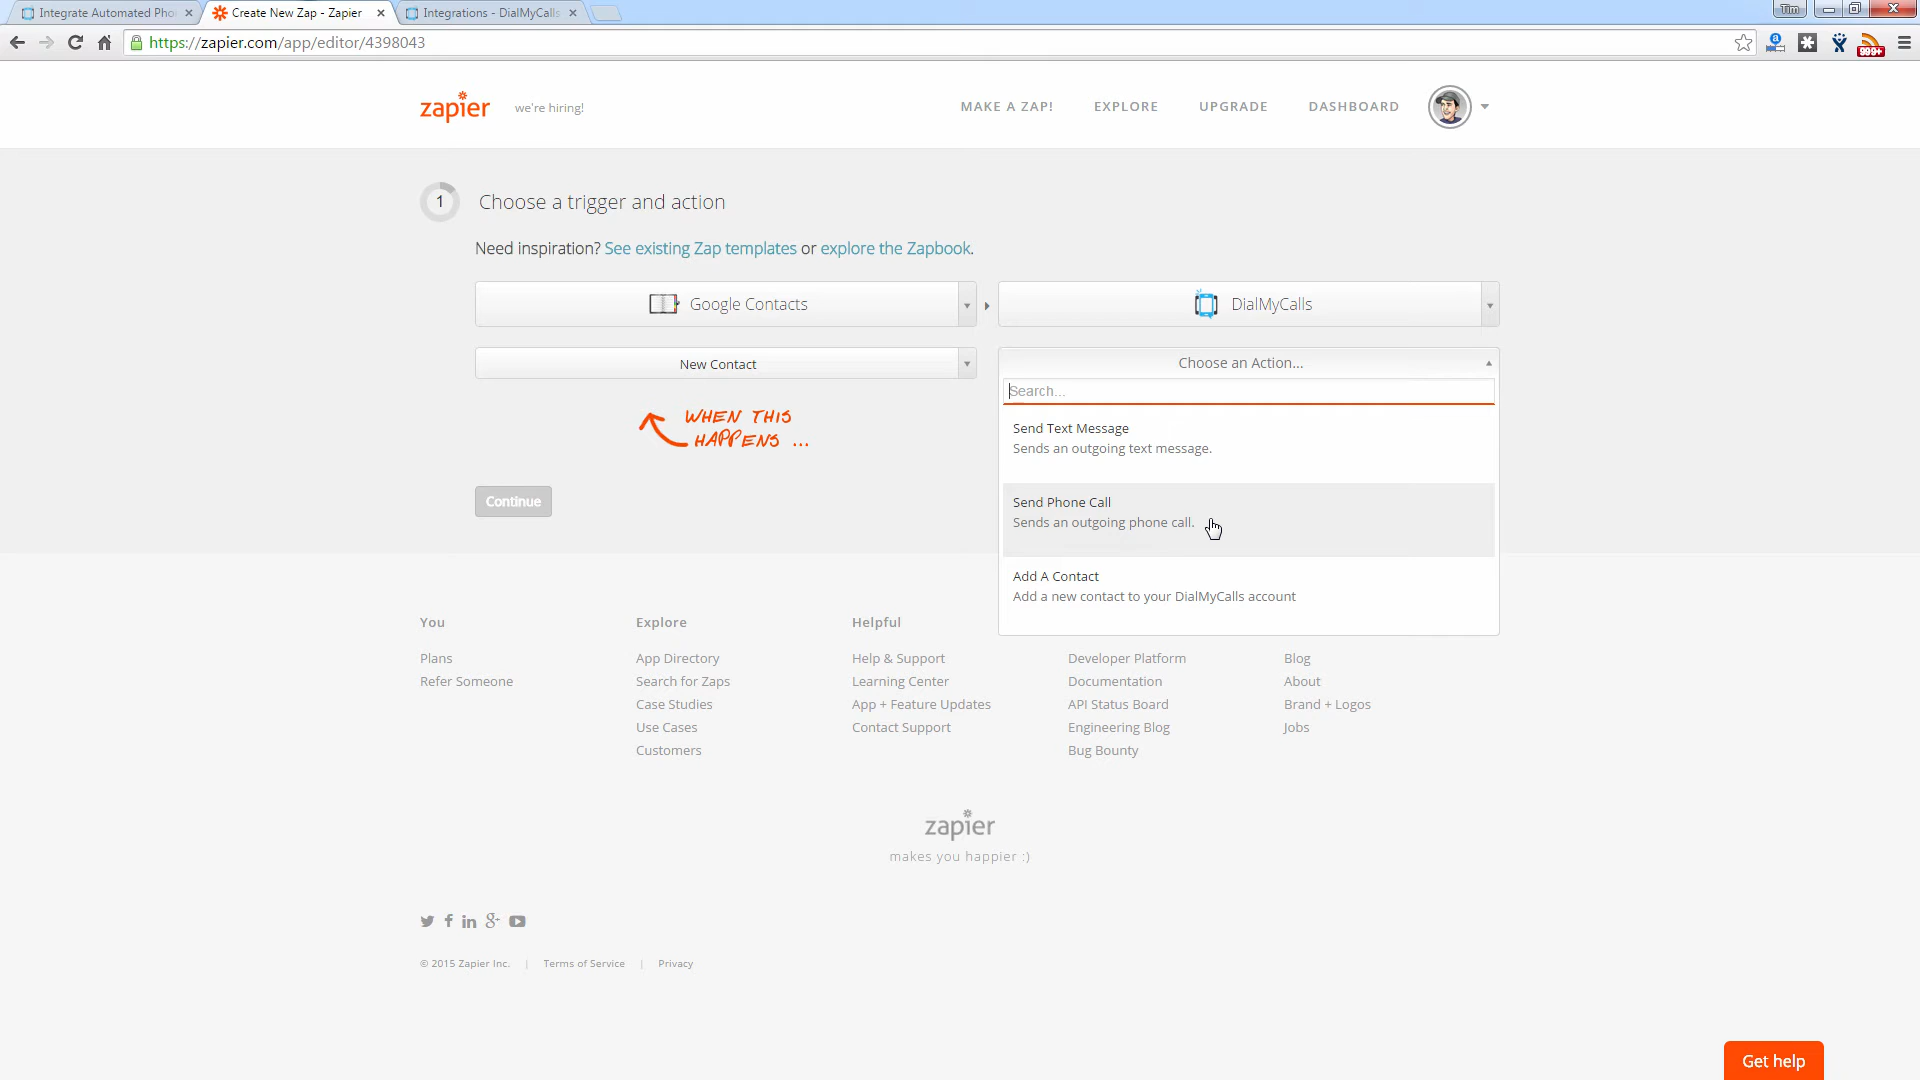 Integrate Automated Pho
Create New Zap - Zapier
Integrations - DialMyCalls
Tim
https://zapier.com/app/editor/4398043
999+
zapier
we're hiring!
MAKE A ZAP!
EXPLORE
UPGRADE
DASHBOARD
1
Choose a trigger and action
Need inspiration? See existing Zap templates or explore the Zapbook.
Google Contacts
DialMyCalls
New Contact
Choose an Action...
Search...
WHEN THIS
HAPPENS ...
Send Text Message
Sends an outgoing text message.
Continue
Send Phone Call
Sends an outgoing phone call.
Add A Contact
Add a new contact to your DialMyCalls account
You
Plans
Refer Someone
Explore
App Directory
Search for Zaps
Case Studies
Use Cases
Customers
Helpful
Help & Support
Learning Center
App + Feature Updates
Contact Support
Developer Platform
Documentation
API Status Board
Engineering Blog
Bug Bounty
Blog
About
Brand + Logos
Jobs
zapier
makes you happier :)
© 2015 Zapier Inc. | Terms of Service | Privacy
Get help